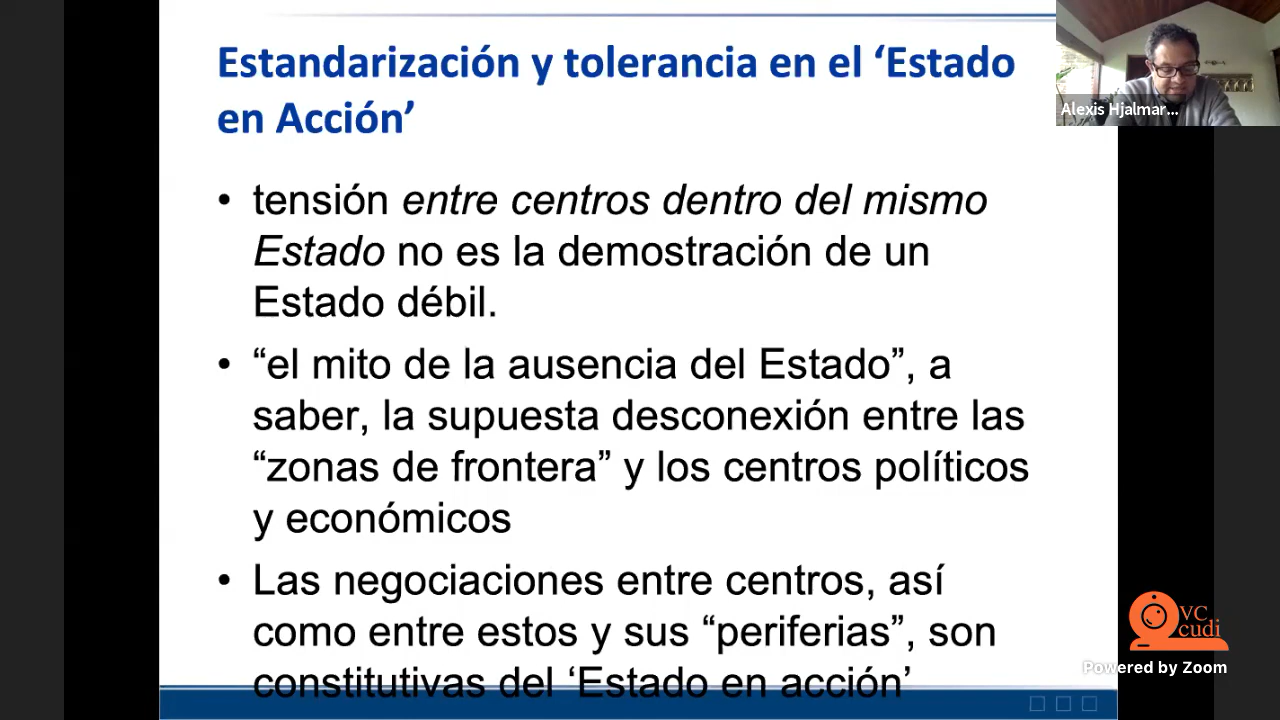 Estandarización y tolerancia en el ‘Estado
en Acción’
Alexis Hjalmar...
• tensión entre centros dentro del mismo
Estado no es la demostración de un
Estado débil.
• “el mito de la ausencia del Estado”, a
saber, la supuesta desconexión entre las
“zonas de frontera” y los centros políticos
y económicos
• Las negociaciones entre centros, así
como entre estos y sus “periferias”, son
constitutivas del ‘Estado en acción’
VC
cudi
Powered by Zoom